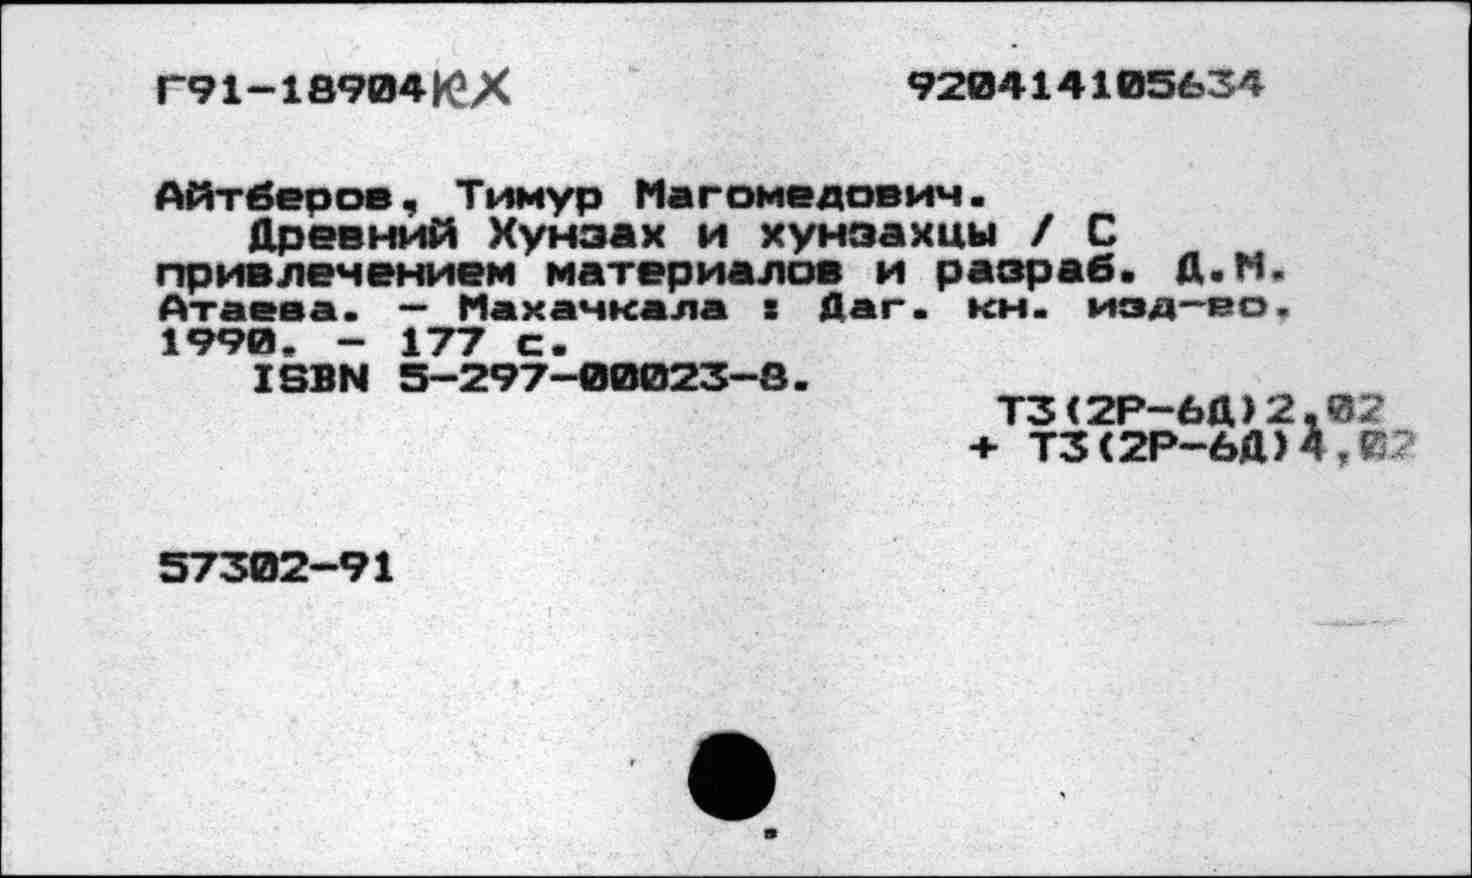 Г91-18904КХ 920414105634
Айтберов, Тимур Магомедович.
Древний Хунзах и хунзахцы / С
привлечением материалов и разраб. Д.М.
Атаева. – Махачкала : Даг. кн. изд-во,
1990. – 177 с.
ISBN 5-297-00023-8.
Т3(2Р-6Д)2,02
+ Т3(2Р-6Д)4,02
57302-91